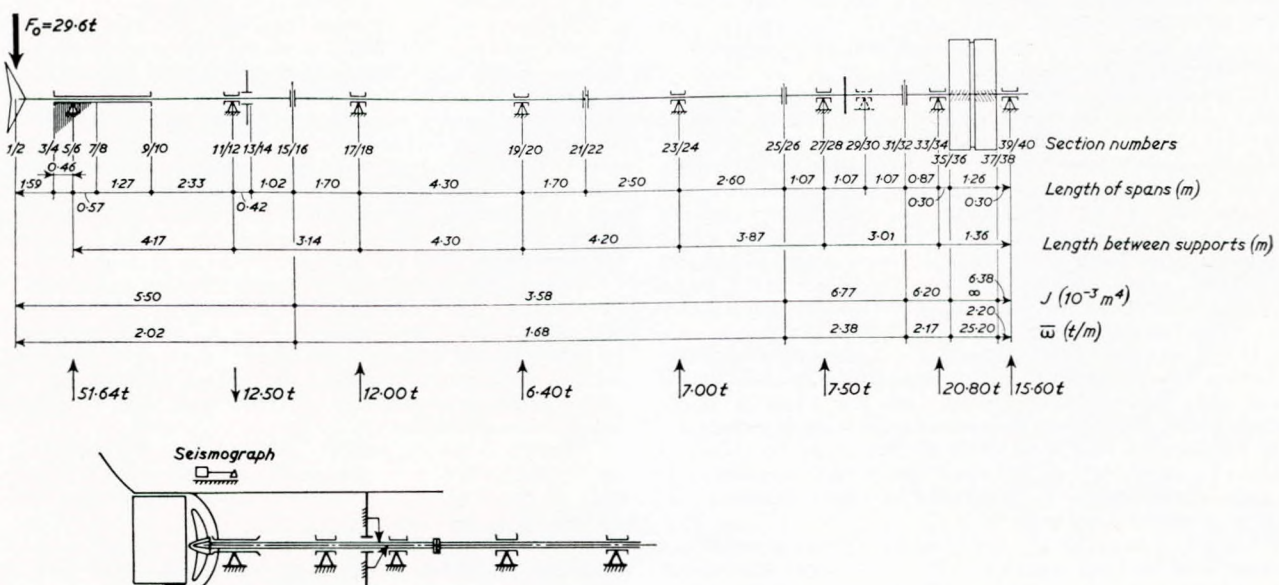 F₀=29·6t
1/2 3/4 5/6 7/8 9/10 11/12 13/14 15/16 17/18 19/20 21/22 23/24 25/26 27/28 29/30 31/32 33/34 35/36 37/38 39/40 Section numbers
1·59 0·46 0·57 1·27 2·33 0·42 1·02 1·70 4·30 1·70 2·50 2·60 1·07 1·07 1·07 0·87 0·30 1·26 0·30 Length of spans (m)
4·17 3·14 4·30 4·20 3·87 3·01 1·36 Length between supports (m)
5·50 3·58 6·77 6·20 ∞ 6·38 J (10⁻³ m⁴)
2·02 1·68 2·38 2·17 25·20 2·20 ω̄ (t/m)
51·64t 12·50t 12·00t 6·40t 7·00t 7·50t 20·80t 15·60t
Seismograph